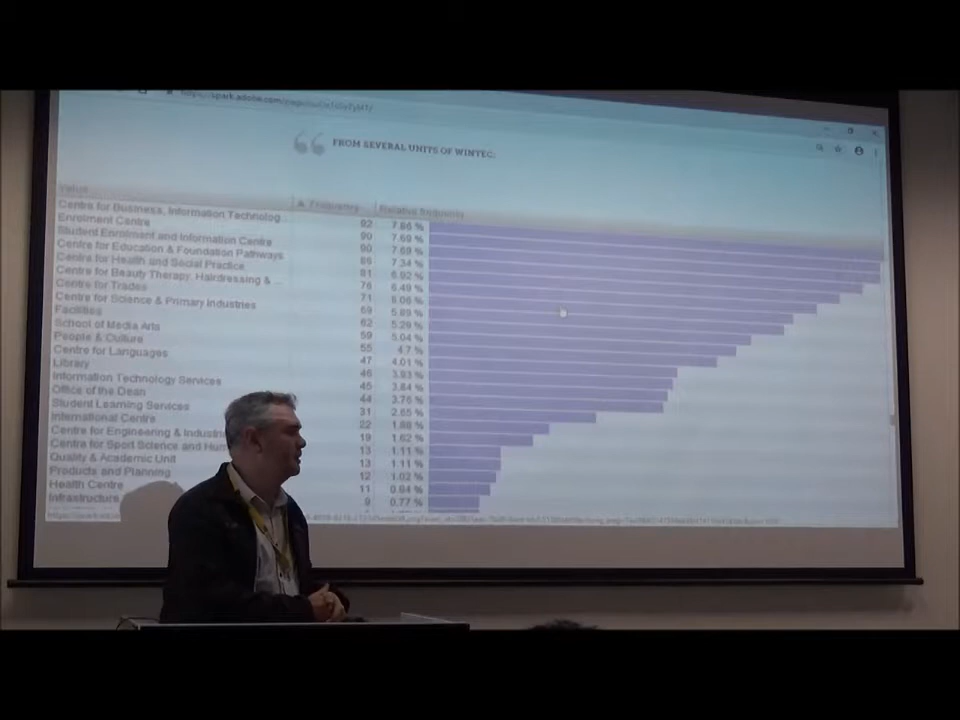 FROM SEVERAL UNITS OF WINTEC:
Value Frequency Relative frequency
Centre for Business, Information Technolog... 92 7.86 %
Enrolment Centre 90 7.69 %
Student Enrolment and Information Centre 90 7.69 %
Centre for Education & Foundation Pathways 86 7.34 %
Centre for Health and Social Practice 81 6.92 %
Centre for Beauty Therapy, Hairdressing & ... 76 6.49 %
Centre for Trades 71 6.06 %
Centre for Science & Primary Industries 69 5.89 %
Facilities 62 5.29 %
School of Media Arts 59 5.04 %
People & Culture 55 4.7 %
Centre for Languages 47 4.01 %
Library 46 3.93 %
Information Technology Services 45 3.84 %
Office of the Dean 44 3.76 %
Student Learning Services 31 2.65 %
International Centre 22 1.88 %
Centre for Engineering & Industri 19 1.62 %
Centre for Sport Science and Hum 13 1.11 %
Quality & Academic Unit 13 1.11 %
Products and Planning 12 1.02 %
Health Centre 11 0.94 %
Infrastructure 9 0.77 %